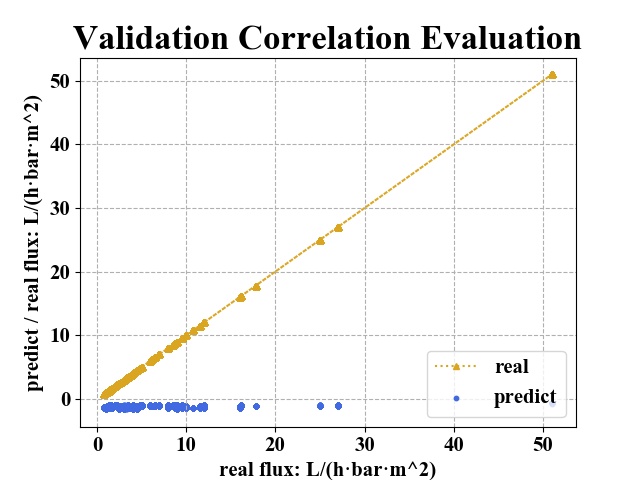 Validation Correlation Evaluation
predict / real flux: L/(h·bar·m^2)
50
40
30
20
10
0
real
predict
0 10 20 30 40 50
real flux: L/(h·bar·m^2)